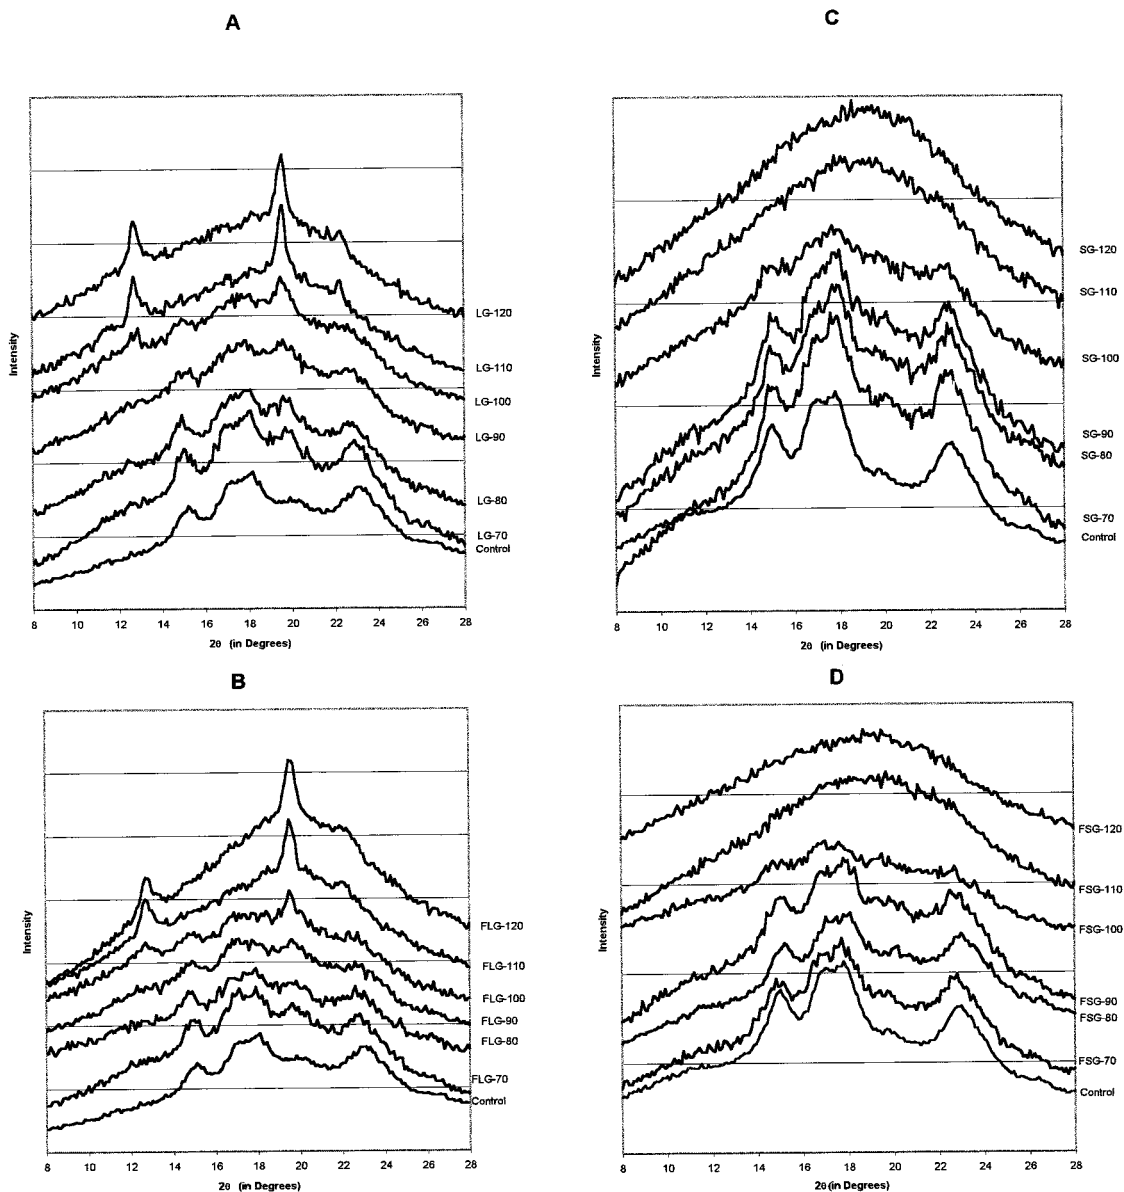 A
Intensity
LG-120
LG-110
LG-100
LG-90
LG-80
LG-70
Control
8 10 12 14 16 18 20 22 24 26 28
2θ (in Degrees)
C
Intensity
SG-120
SG-110
SG-100
SG-90
SG-80
SG-70
Control
8 10 12 14 16 18 20 22 24 26 28
2θ (in Degrees)
B
Intensity
FLG-120
FLG-110
FLG-100
FLG-90
FLG-80
FLG-70
Control
8 10 12 14 16 18 20 22 24 26 28
2θ (in Degrees)
D
Intensity
FSG-120
FSG-110
FSG-100
FSG-90
FSG-80
FSG-70
Control
8 10 12 14 16 18 20 22 24 26 28
2θ (in Degrees)